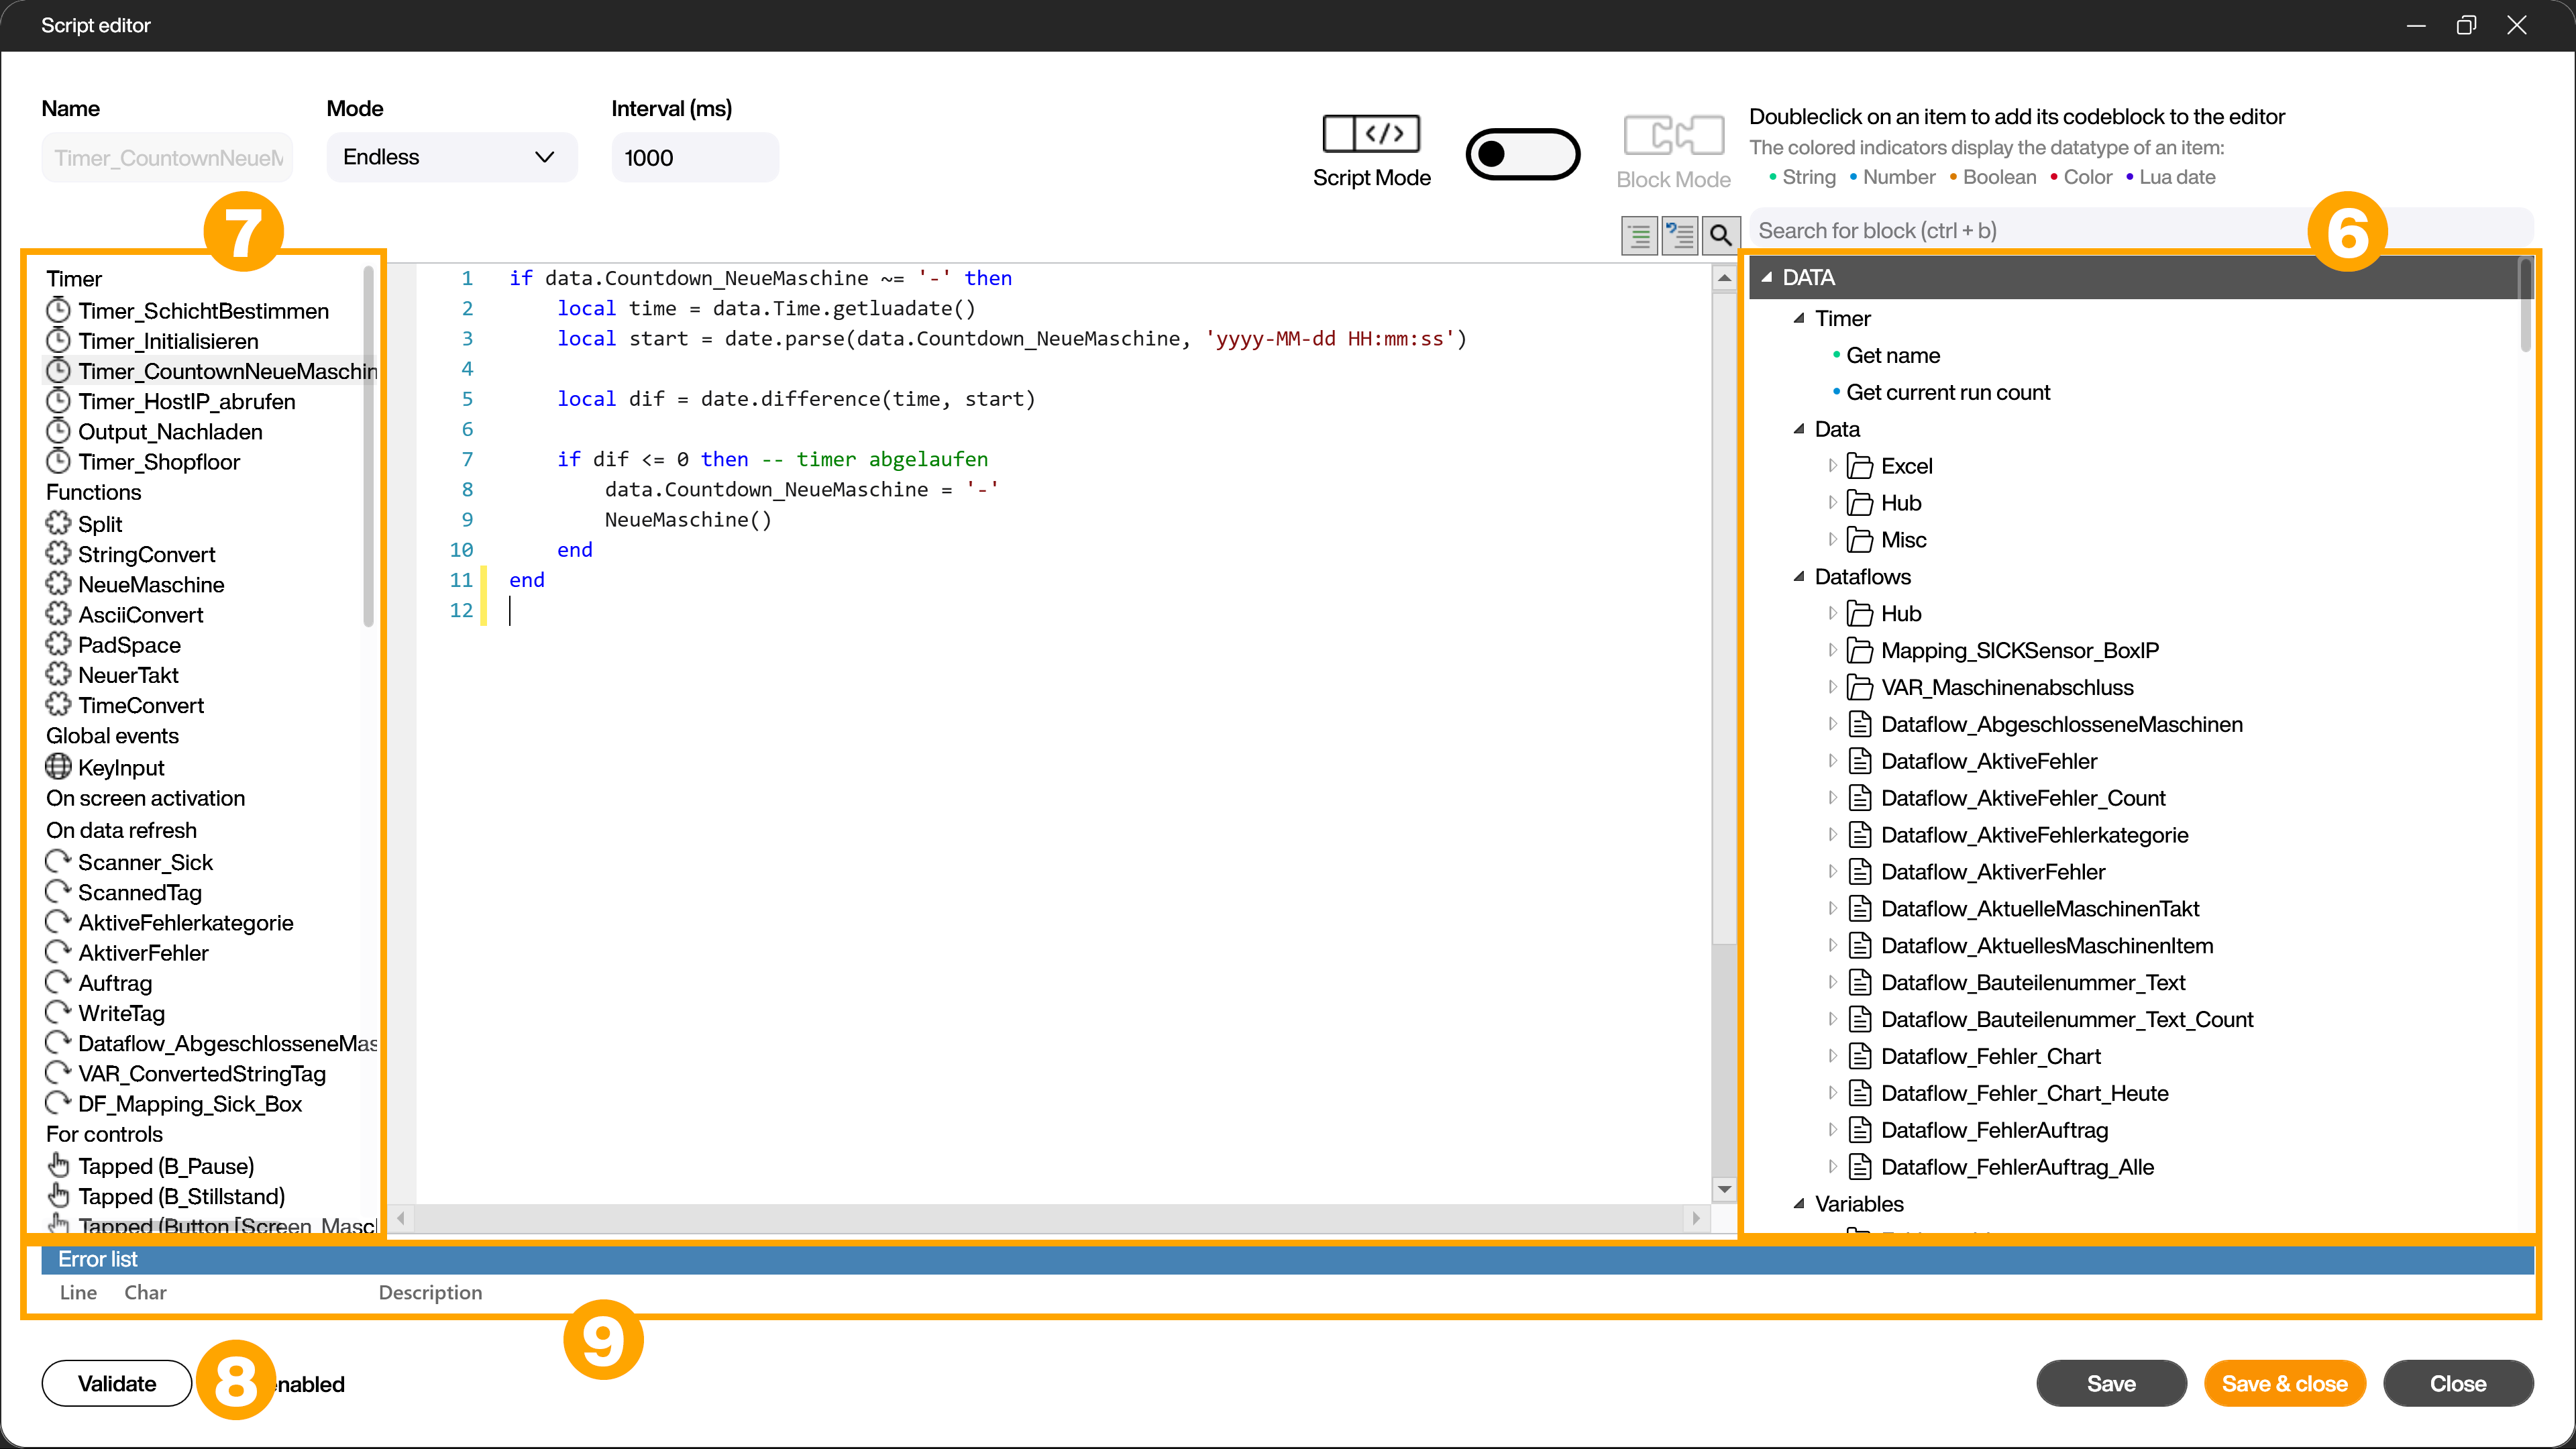 Script editor
Name
Mode
Interval (ms)
Timer_CountownNeueM
Endless
1000
Script Mode
Block Mode
Doubleclick on an item to add its codeblock to the editor
The colored indicators display the datatype of an item:
• String • Number • Boolean • Color • Lua date
Search for block (ctrl + b)
7
6
Timer
Timer_SchichtBestimmen
Timer_Initialisieren
Timer_CountownNeueMaschin
Timer_HostIP_abrufen
Output_Nachladen
Timer_Shopfloor
Functions
Split
StringConvert
NeueMaschine
AsciiConvert
PadSpace
NeuerTakt
TimeConvert
Global events
KeyInput
On screen activation
On data refresh
Scanner_Sick
ScannedTag
AktiveFehlerkategorie
AktiverFehler
Auftrag
WriteTag
Dataflow_AbgeschlosseneMas
VAR_ConvertedStringTag
DF_Mapping_Sick_Box
For controls
Tapped (B_Pause)
Tapped (B_Stillstand)
Tapped (Button [Screen_Mascl
1 if data.Countdown_NeueMaschine ~= '-' then
2 local time = data.Time.getluadate()
3 local start = date.parse(data.Countdown_NeueMaschine, 'yyyy-MM-dd HH:mm:ss')
4
5 local dif = date.difference(time, start)
6
7 if dif <= 0 then -- timer abgelaufen
8 data.Countdown_NeueMaschine = '-'
9 NeueMaschine()
10 end
11 end
12
DATA
Timer
• Get name
• Get current run count
Data
Excel
Hub
Misc
Dataflows
Hub
Mapping_SICKSensor_BoxIP
VAR_Maschinenabschluss
Dataflow_AbgeschlosseneMaschinen
Dataflow_AktiveFehler
Dataflow_AktiveFehler_Count
Dataflow_AktiveFehlerkategorie
Dataflow_AktiverFehler
Dataflow_AktuelleMaschinenTakt
Dataflow_AktuellesMaschinenItem
Dataflow_Bauteilenummer_Text
Dataflow_Bauteilenummer_Text_Count
Dataflow_Fehler_Chart
Dataflow_Fehler_Chart_Heute
Dataflow_FehlerAuftrag
Dataflow_FehlerAuftrag_Alle
Variables
Error list
Line Char Description
9
Validate
8
nabled
Save
Save & close
Close